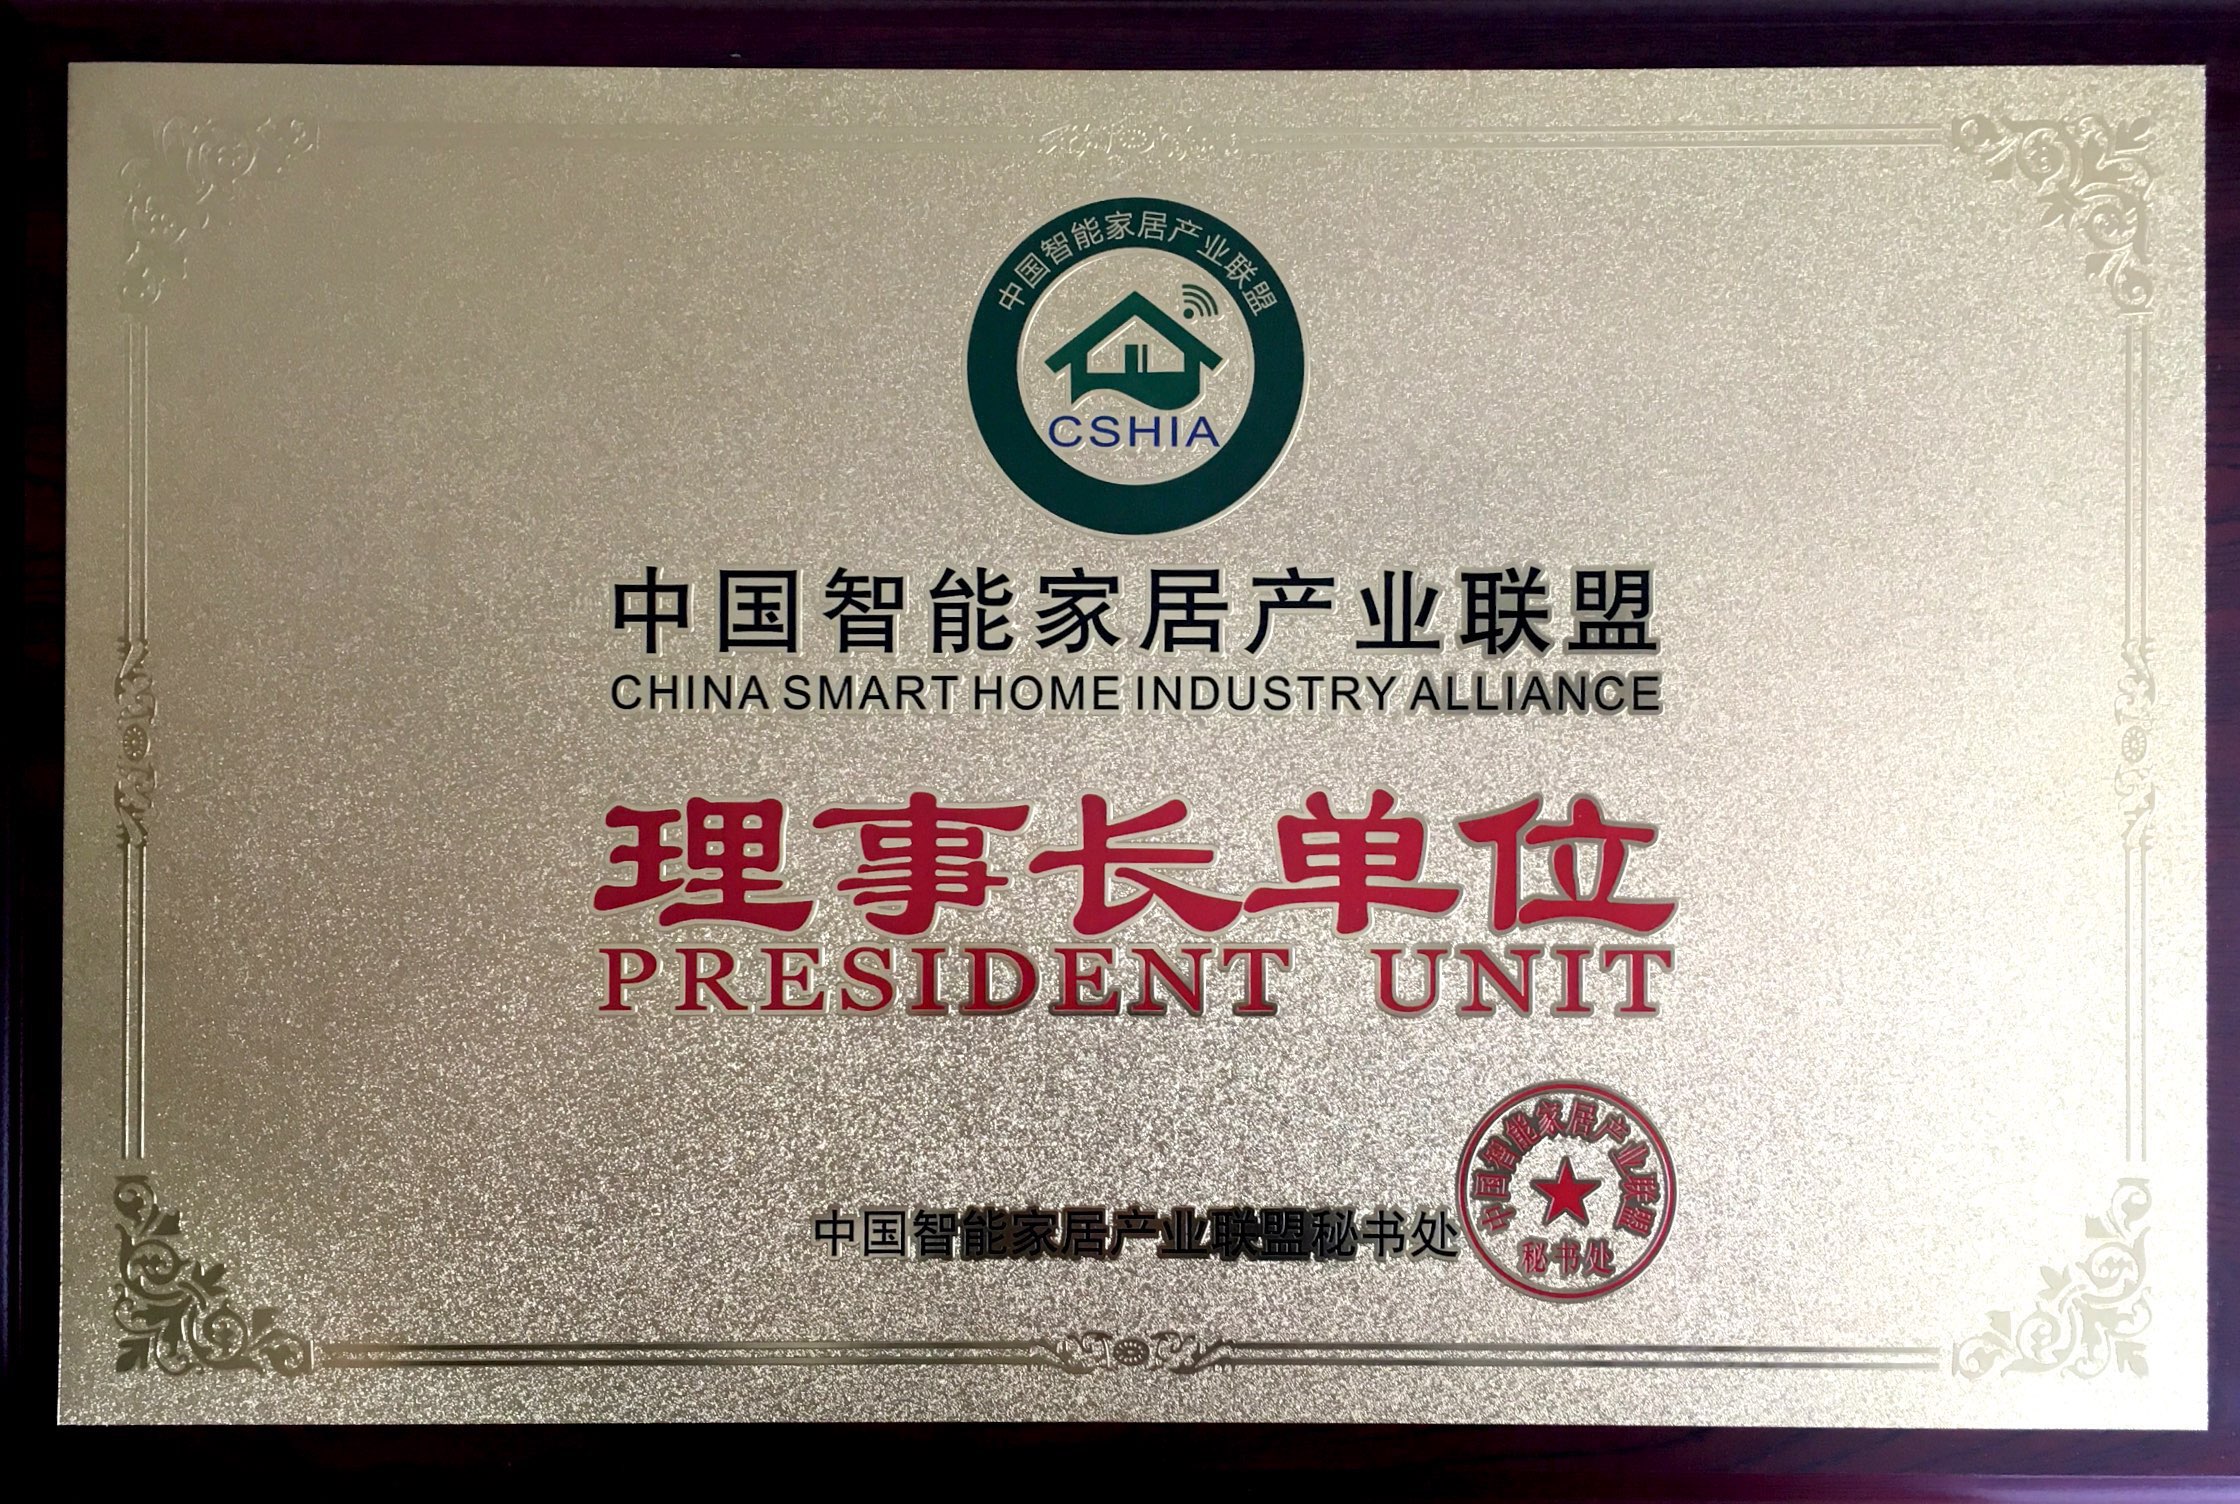 中国智能家居产业联盟
CSHIA
中国智能家居产业联盟
CHINA SMART HOME INDUSTRY ALLIANCE
理事长单位
PRESIDENT UNIT
中国智能家居产业联盟秘书处
中国智能家居产业联盟
秘书处